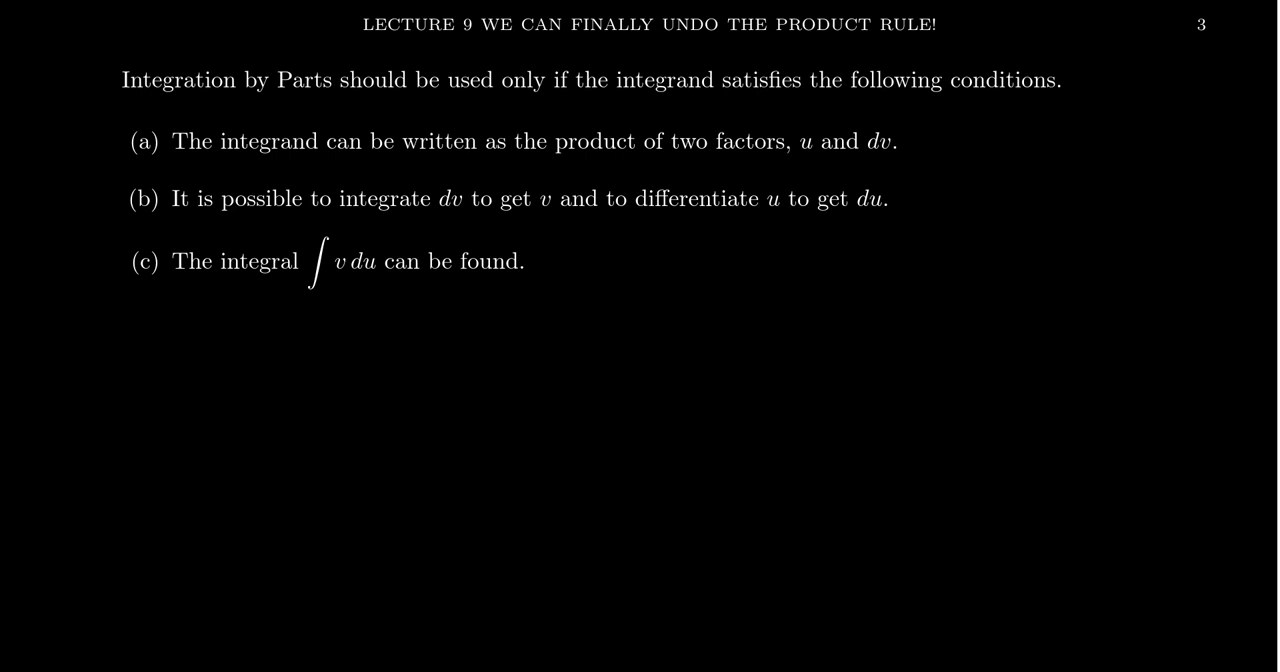 LECTURE 9 WE CAN FINALLY UNDO THE PRODUCT RULE! 3
Integration by Parts should be used only if the integrand satisfies the following conditions.
(a) The integrand can be written as the product of two factors, u and dv.
(b) It is possible to integrate dv to get v and to differentiate u to get du.
(c) The integral ∫ v du can be found.